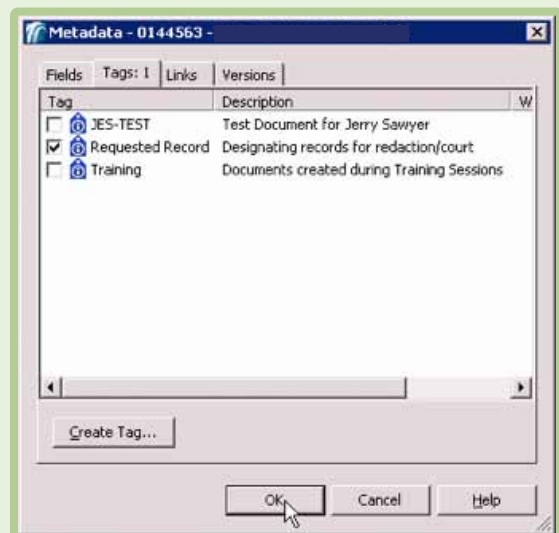 Metadata - 0144563 -
Fields Tags: 1 Links Versions
Tag Description W
JES-TEST Test Document for Jerry Sawyer
Requested Record Designating records for redaction/court
Training Documents created during Training Sessions
Create Tag...
OK Cancel Help